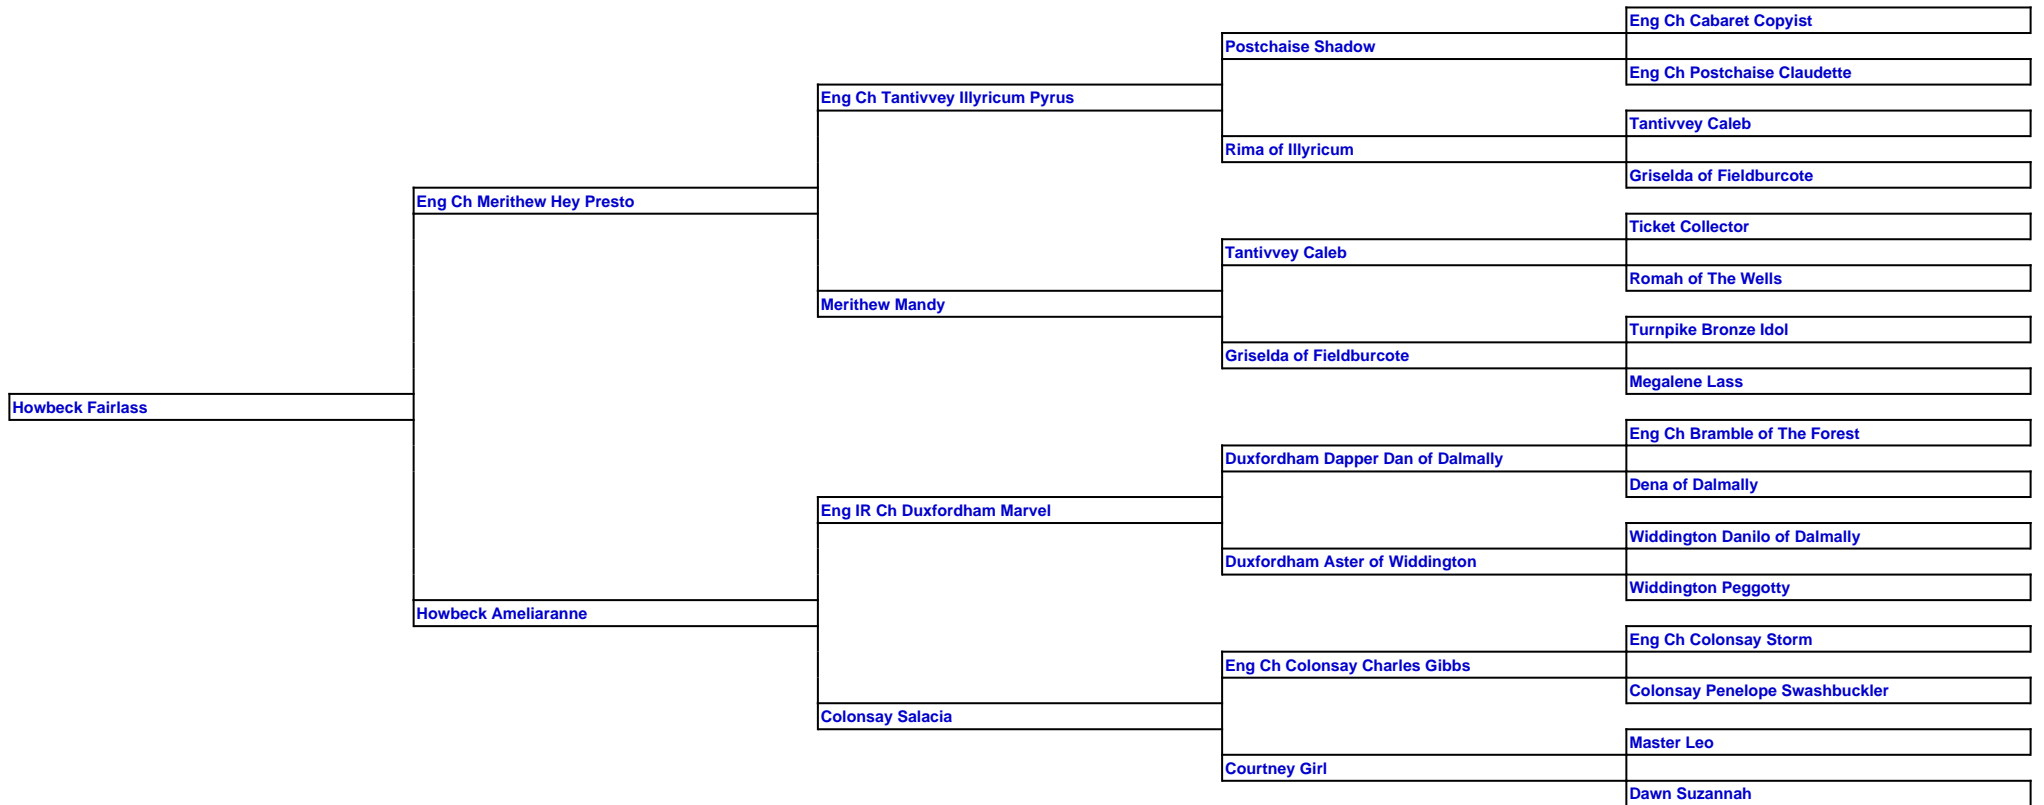 Eng Ch Cabaret Copyist
Postchaise Shadow
Eng Ch Postchaise Claudette
Eng Ch Tantivvey Illyricum Pyrus
Tantivvey Caleb
Rima of Illyricum
Griselda of Fieldburcote
Eng Ch Merithew Hey Presto
Ticket Collector
Tantivvey Caleb
Romah of The Wells
Merithew Mandy
Turnpike Bronze Idol
Griselda of Fieldburcote
Megalene Lass
Howbeck Fairlass
Eng Ch Bramble of The Forest
Duxfordham Dapper Dan of Dalmally
Dena of Dalmally
Eng IR Ch Duxfordham Marvel
Widdington Danilo of Dalmally
Duxfordham Aster of Widdington
Widdington Peggotty
Howbeck Ameliaranne
Eng Ch Colonsay Storm
Eng Ch Colonsay Charles Gibbs
Colonsay Penelope Swashbuckler
Colonsay Salacia
Master Leo
Courtney Girl
Dawn Suzannah